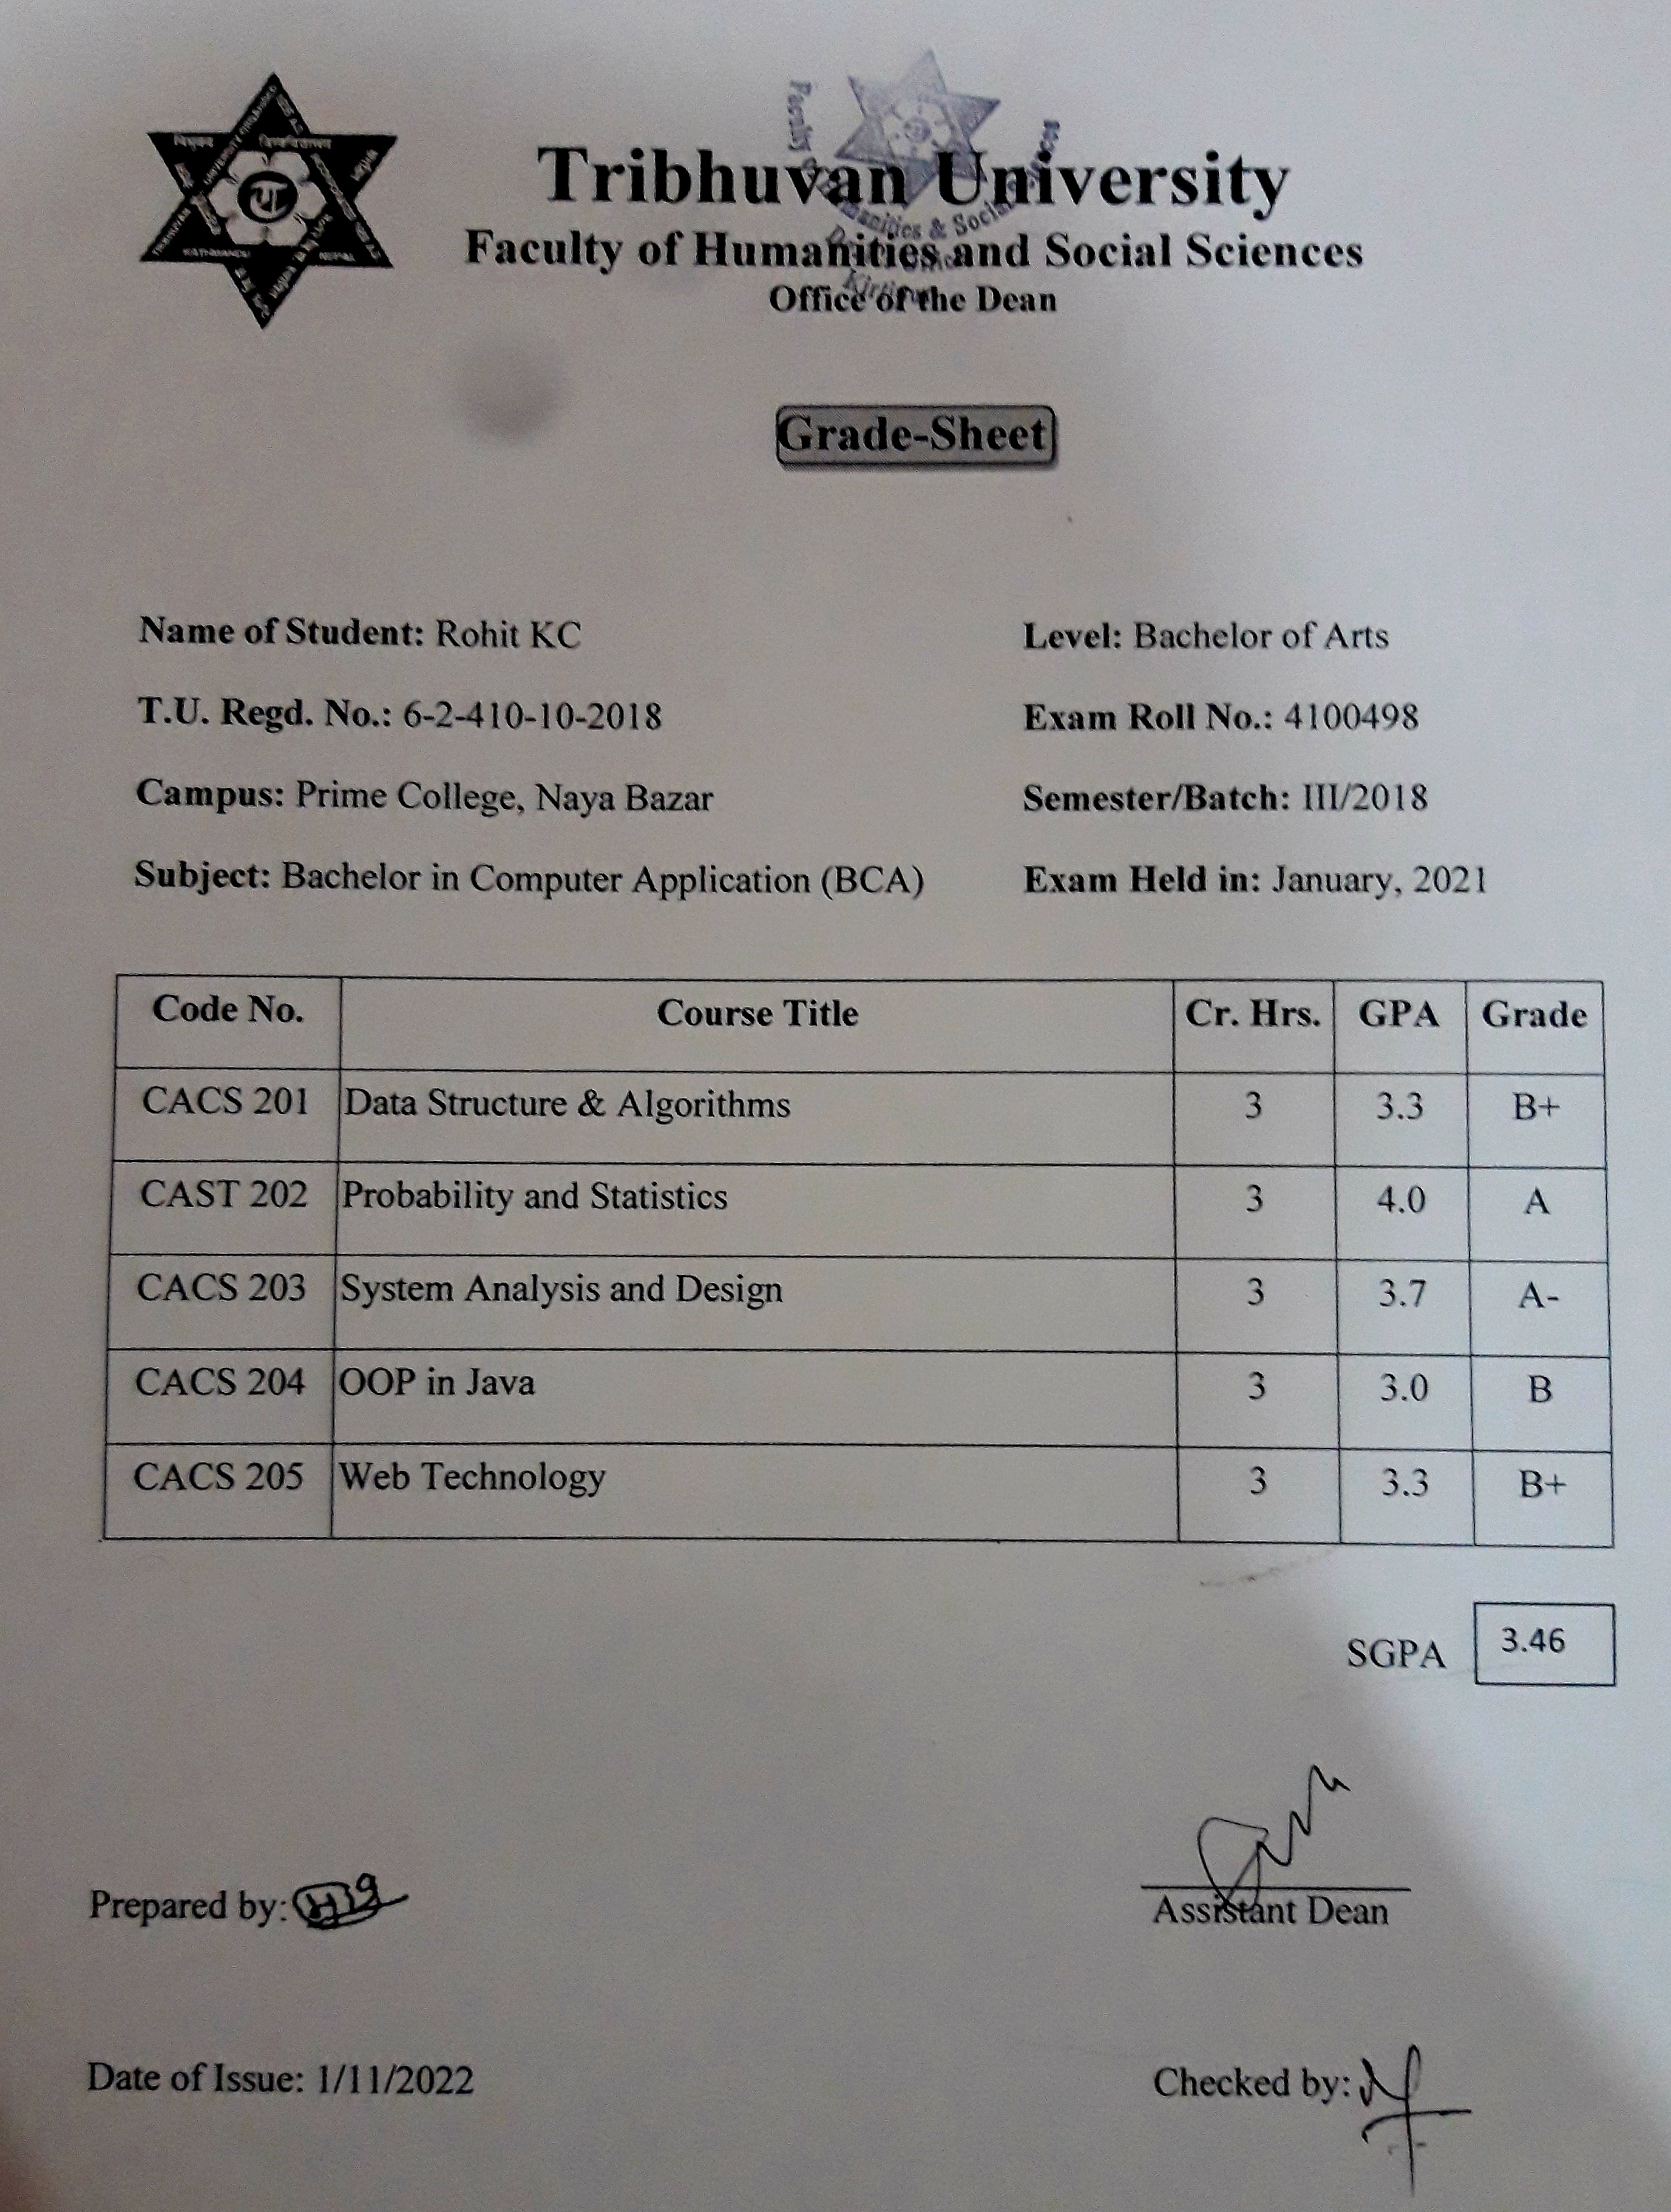 Tribhuvan University
Faculty of Humanities and Social Sciences
Office of the Dean
Grade-Sheet
Name of Student: Rohit KC
Level: Bachelor of Arts
T.U. Regd. No.: 6-2-410-10-2018
Exam Roll No.: 4100498
Campus: Prime College, Naya Bazar
Semester/Batch: III/2018
Subject: Bachelor in Computer Application (BCA)
Exam Held in: January, 2021
Code No. Course Title Cr. Hrs. GPA Grade
CACS 201 Data Structure & Algorithms 3 3.3 B+
CAST 202 Probability and Statistics 3 4.0 A
CACS 203 System Analysis and Design 3 3.7 A-
CACS 204 OOP in Java 3 3.0 B
CACS 205 Web Technology 3 3.3 B+
SGPA 3.46
Prepared by:
Assistant Dean
Date of Issue: 1/11/2022
Checked by: